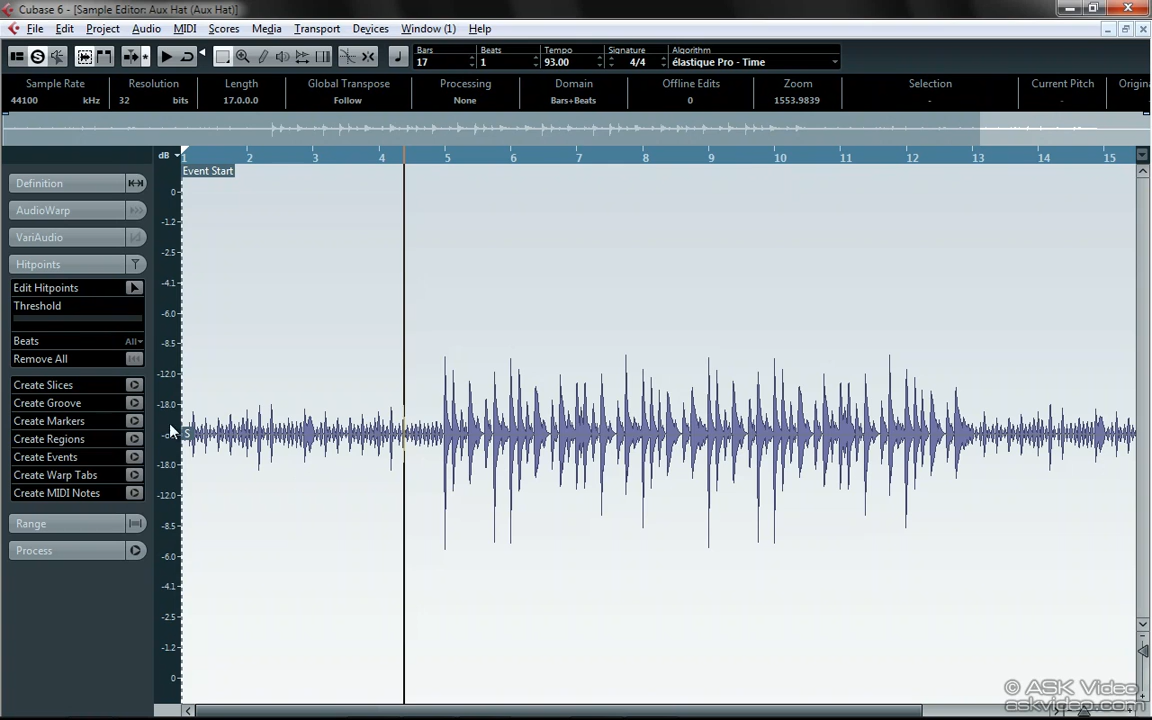 Cubase 6 - [Sample Editor: Aux Hat (Aux Hat)]
File Edit Project Audio MIDI Scores Media Transport Devices Window (1) Help
Bars Beats Tempo Signature Algorithm
17 1 93.00 4/4 élastique Pro - Time
Sample Rate Resolution Length Global Transpose Processing Domain Offline Edits Zoom Selection Current Pitch Origin
44100 kHz 32 bits 17.0.0.0 Follow None Bars+Beats 0 1553.9839 - -
dB 1 2 3 4 5 6 7 8 9 10 11 12 13 14 15
Event Start
Definition
AudioWarp
VariAudio
Hitpoints
Edit Hitpoints
Threshold
Beats All
Remove All
Create Slices
Create Groove
Create Markers
Create Regions
Create Events
Create Warp Tabs
Create MIDI Notes
Range
Process
0
-1.2
-2.5
-4.1
-6.0
-8.5
-12.0
-18.0
S
-18.0
-12.0
-8.5
-6.0
-4.1
-2.5
-1.2
0
© ASK Video
askvideo.com